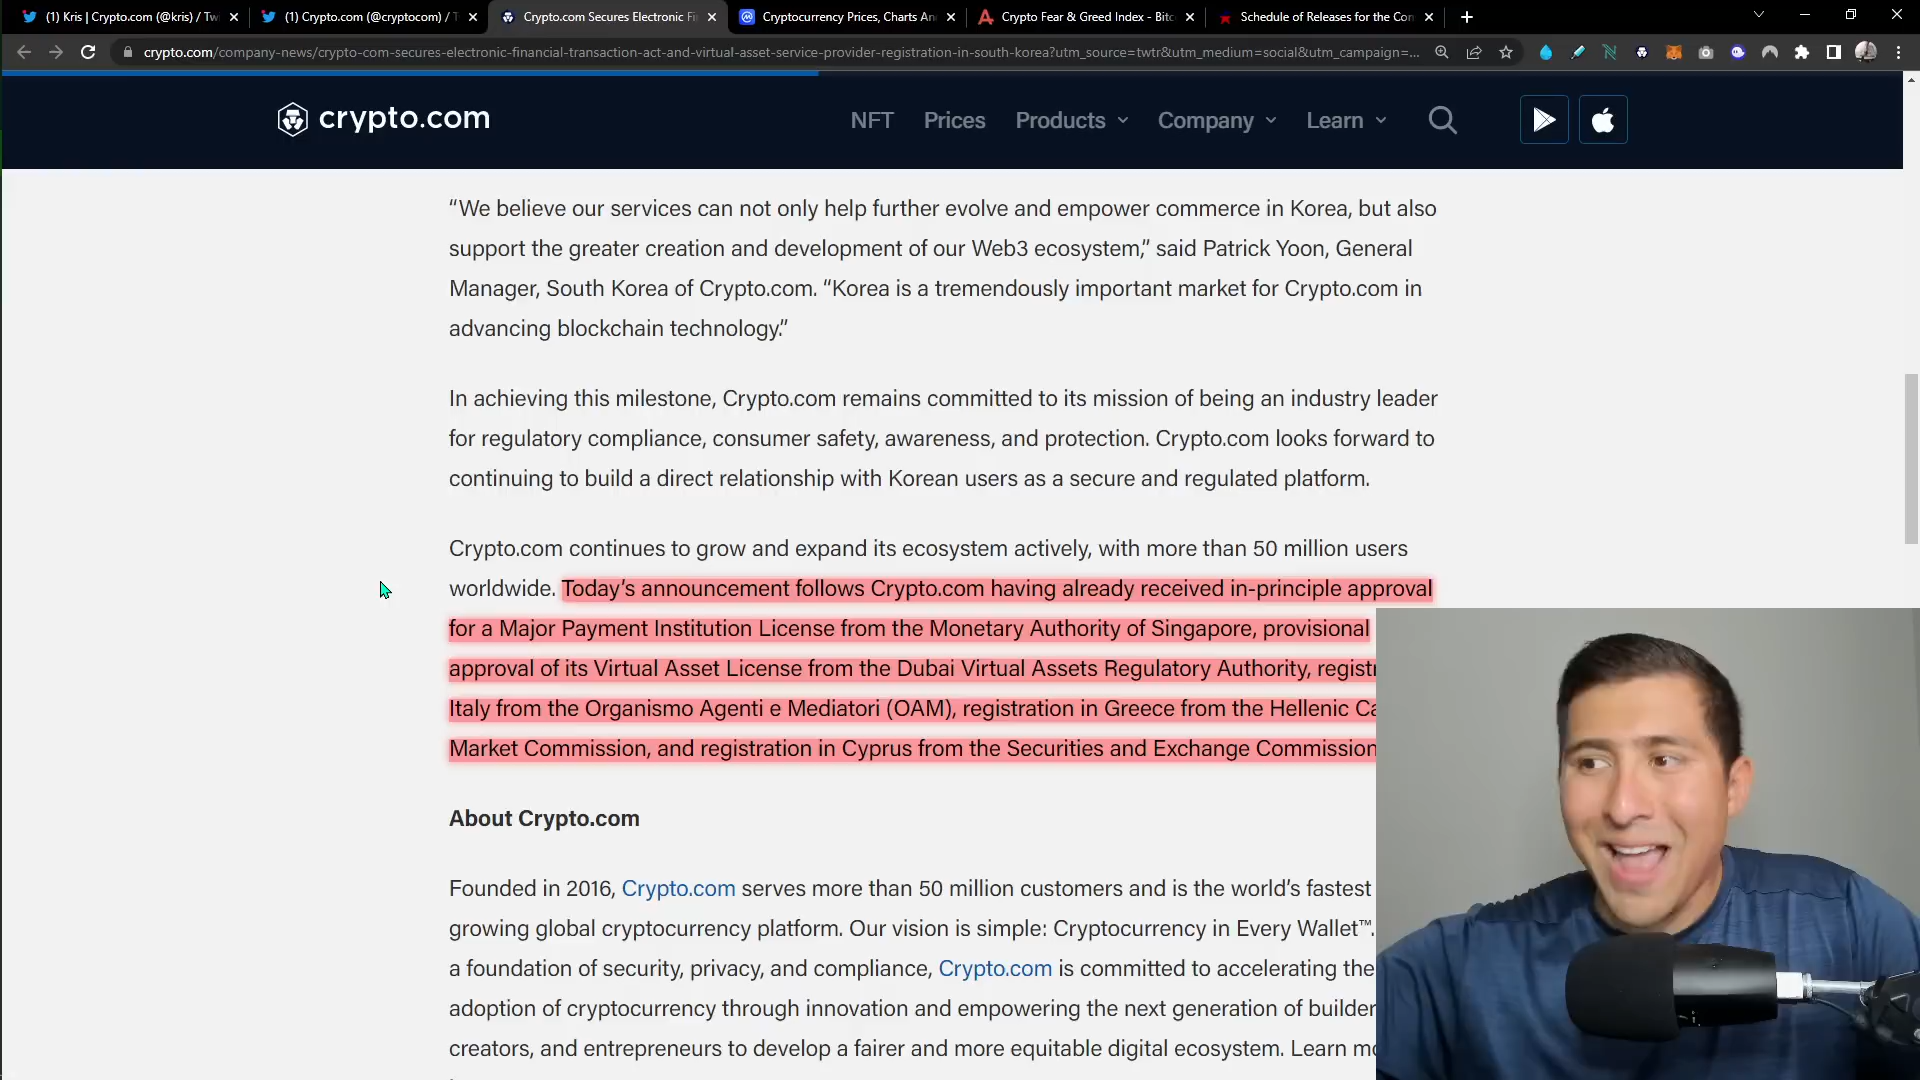 (1) Kris | Crypto.com (@kris) / Tw
(1) Crypto.com (@cryptocom) / T
Crypto.com Secures Electronic Fi
Cryptocurrency Prices, Charts An
Crypto Fear & Greed Index - Bitc
Schedule of Releases for the Con
crypto.com/company-news/crypto-com-secures-electronic-financial-transaction-act-and-virtual-asset-service-provider-registration-in-south-korea?utm_source=twtr&utm_medium=social&utm_campaign=...
crypto.com
NFT
Prices
Products
Company
Learn
“We believe our services can not only help further evolve and empower commerce in Korea, but also
support the greater creation and development of our Web3 ecosystem,” said Patrick Yoon, General
Manager, South Korea of Crypto.com. “Korea is a tremendously important market for Crypto.com in
advancing blockchain technology.”
In achieving this milestone, Crypto.com remains committed to its mission of being an industry leader
for regulatory compliance, consumer safety, awareness, and protection. Crypto.com looks forward to
continuing to build a direct relationship with Korean users as a secure and regulated platform.
Crypto.com continues to grow and expand its ecosystem actively, with more than 50 million users
worldwide. Today’s announcement follows Crypto.com having already received in-principle approval
for a Major Payment Institution License from the Monetary Authority of Singapore, provisional
approval of its Virtual Asset License from the Dubai Virtual Assets Regulatory Authority, registr
Italy from the Organismo Agenti e Mediatori (OAM), registration in Greece from the Hellenic Ca
Market Commission, and registration in Cyprus from the Securities and Exchange Commission
About Crypto.com
Founded in 2016, Crypto.com serves more than 50 million customers and is the world’s fastest
growing global cryptocurrency platform. Our vision is simple: Cryptocurrency in Every Wallet™.
a foundation of security, privacy, and compliance, Crypto.com is committed to accelerating the
adoption of cryptocurrency through innovation and empowering the next generation of builder
creators, and entrepreneurs to develop a fairer and more equitable digital ecosystem. Learn mo